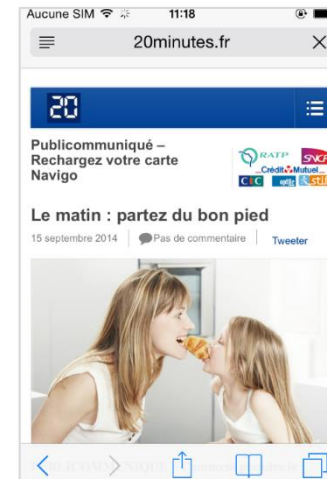 Aucune SIM 11:18
20minutes.fr
20
Publicommuniqué –
Rechargez votre carte
Navigo
RATP SNCF
Crédit Mutuel
CIC stif
Le matin : partez du bon pied
15 septembre 2014 Pas de commentaire Tweeter